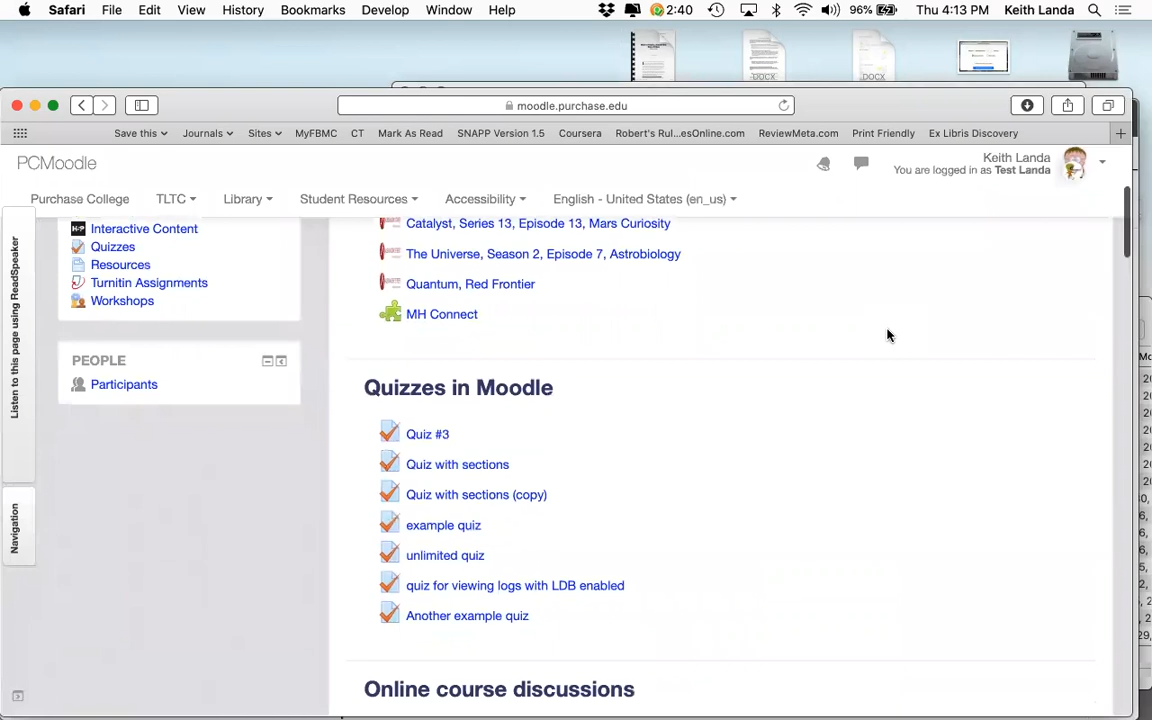 Safari File Edit View History Bookmarks Develop Window Help 2:40 96% Thu 4:13 PM Keith Landa
DOCX .DOCX
moodle.purchase.edu
Save this Journals Sites MyFBMC CT Mark As Read SNAPP Version 1.5 Coursera Robert's Rul...esOnline.com ReviewMeta.com Print Friendly Ex Libris Discovery
PCMoodle
Keith Landa
You are logged in as Test Landa
Purchase College TLTC Library Student Resources Accessibility English - United States (en_us)
Listen to this page using ReadSpeaker
Navigation
H-P Interactive Content
Quizzes
Resources
Turnitin Assignments
Workshops
PEOPLE
Participants
Catalyst, Series 13, Episode 13, Mars Curiosity
The Universe, Season 2, Episode 7, Astrobiology
Quantum, Red Frontier
MH Connect
Quizzes in Moodle
Quiz #3
Quiz with sections
Quiz with sections (copy)
example quiz
unlimited quiz
quiz for viewing logs with LDB enabled
Another example quiz
Online course discussions